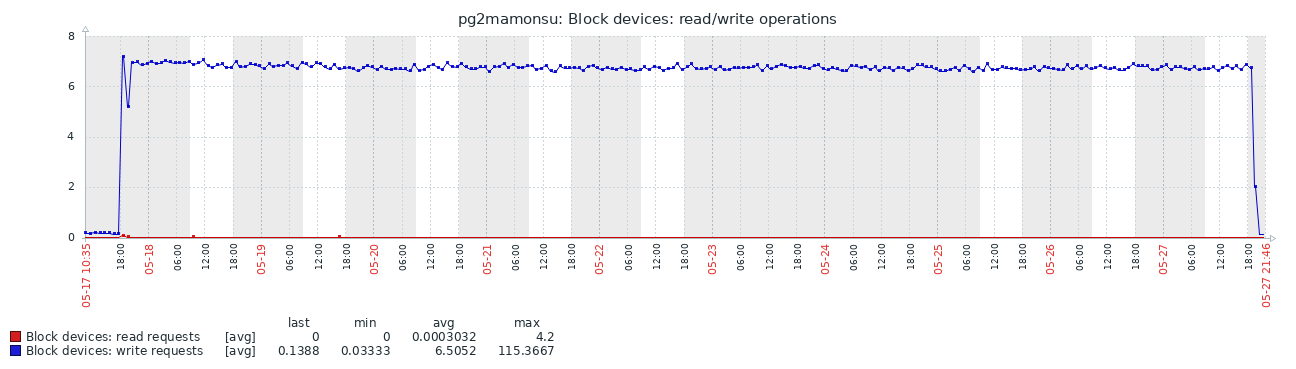 pg2mamonsu: Block devices: read/write operations
8
6
4
2
0
05-17 10:35 18:00 05-18 06:00 12:00 18:00 05-19 06:00 12:00 18:00 05-20 06:00 12:00 18:00 05-21 06:00 12:00 18:00 05-22 06:00 12:00 18:00 05-23 06:00 12:00 18:00 05-24 06:00 12:00 18:00 05-25 06:00 12:00 18:00 05-26 06:00 12:00 18:00 05-27 06:00 12:00 18:00 05-27 21:46
last min avg max
Block devices: read requests [avg] 0 0 0.0003032 4.2
Block devices: write requests [avg] 0.1388 0.03333 6.5052 115.3667